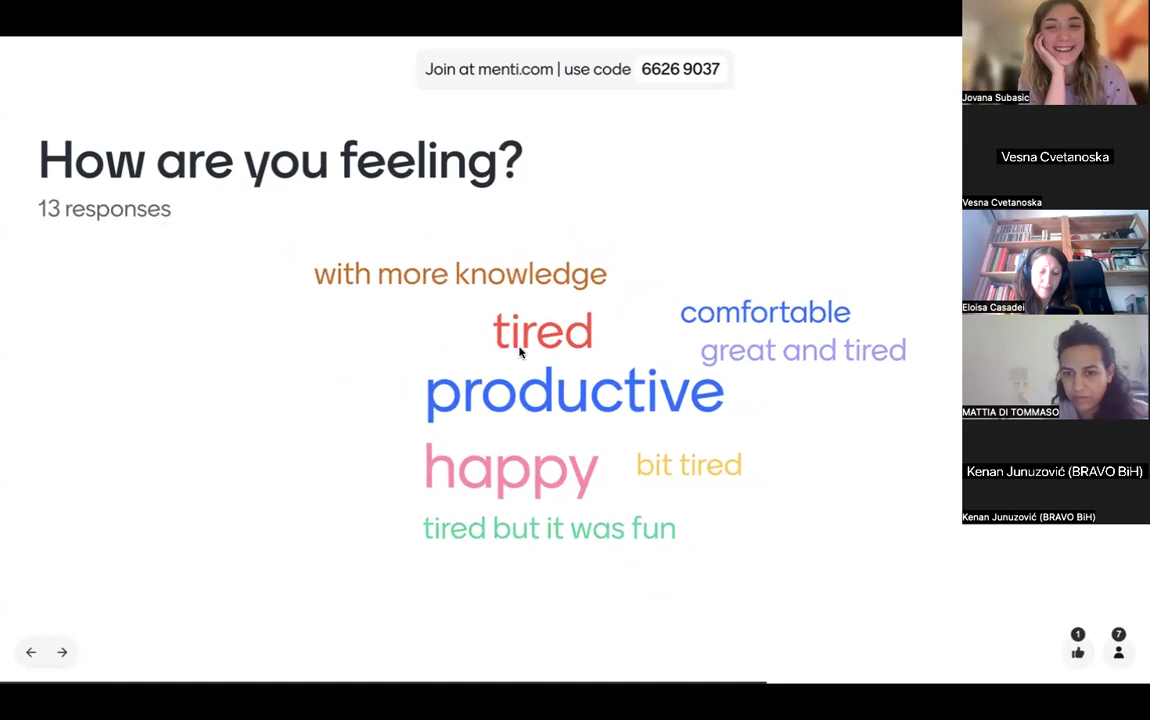 Join at menti.com | use code 6626 9037
How are you feeling?
13 responses
with more knowledge
comfortable
tired
great and tired
productive
happy
bit tired
tired but it was fun
1
7
Jovana Subasic
Vesna Cvetanoska
Vesna Cvetanoska
Eloisa Casadei
MATTIA DI TOMMASO
Kenan Junuzović (BRAVO BiH)
Kenan Junuzović (BRAVO BiH)